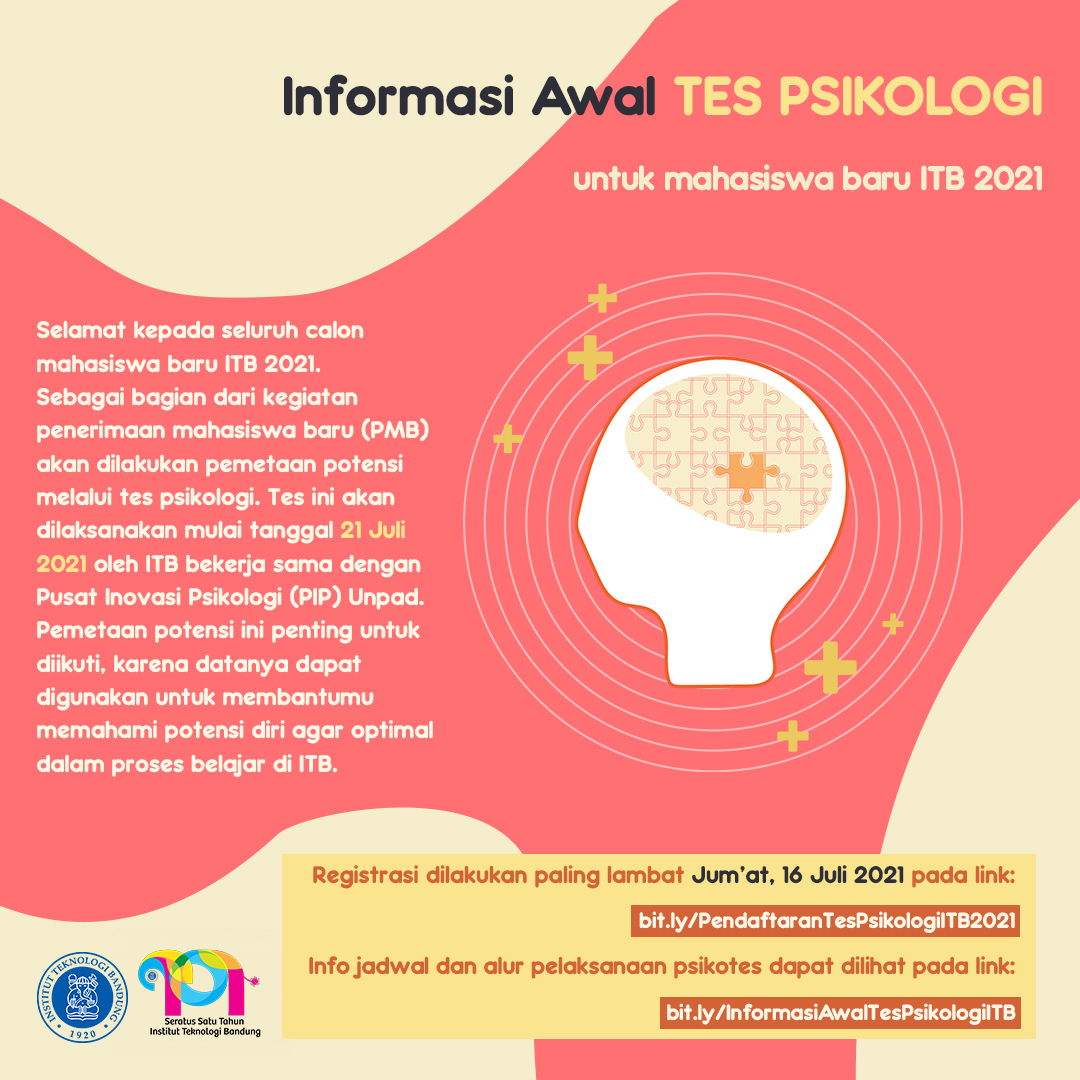 Informasi Awal TES PSIKOLOGI
untuk mahasiswa baru ITB 2021
Selamat kepada seluruh calon
mahasiswa baru ITB 2021.
Sebagai bagian dari kegiatan
penerimaan mahasiswa baru (PMB)
akan dilakukan pemetaan potensi
melalui tes psikologi. Tes ini akan
dilaksanakan mulai tanggal 21 Juli
2021 oleh ITB bekerja sama dengan
Pusat Inovasi Psikologi (PIP) Unpad.
Pemetaan potensi ini penting untuk
diikuti, karena datanya dapat
digunakan untuk membantumu
memahami potensi diri agar optimal
dalam proses belajar di ITB.
Registrasi dilakukan paling lambat Jum'at, 16 Juli 2021 pada link:
bit.ly/PendaftaranTesPsikologiITB2021
Info jadwal dan alur pelaksanaan psikotes dapat dilihat pada link:
bit.ly/InformasiAwalTesPsikologiITB
INSTITUT TEKNOLOGI BANDUNG
1920
101
Seratus Satu Tahun
Institut Teknologi Bandung